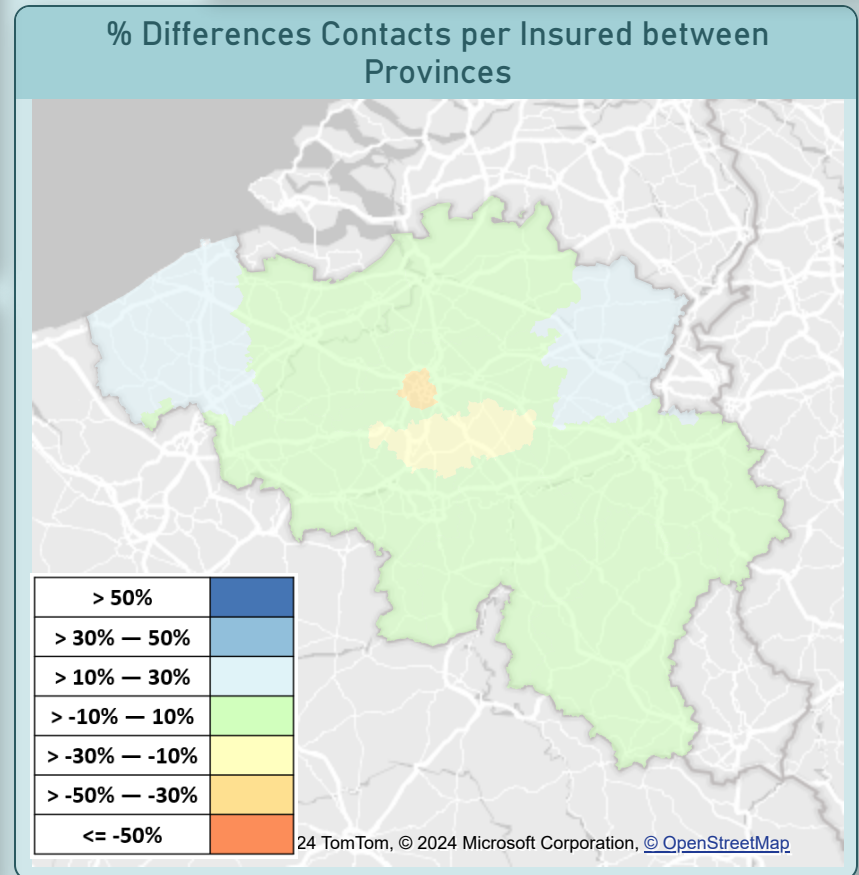 % Differences Contacts per Insured between
Provinces
> 50%
> 30% — 50%
> 10% — 30%
> -10% — 10%
> -30% — -10%
> -50% — -30%
<= -50%
24 TomTom, © 2024 Microsoft Corporation, © OpenStreetMap